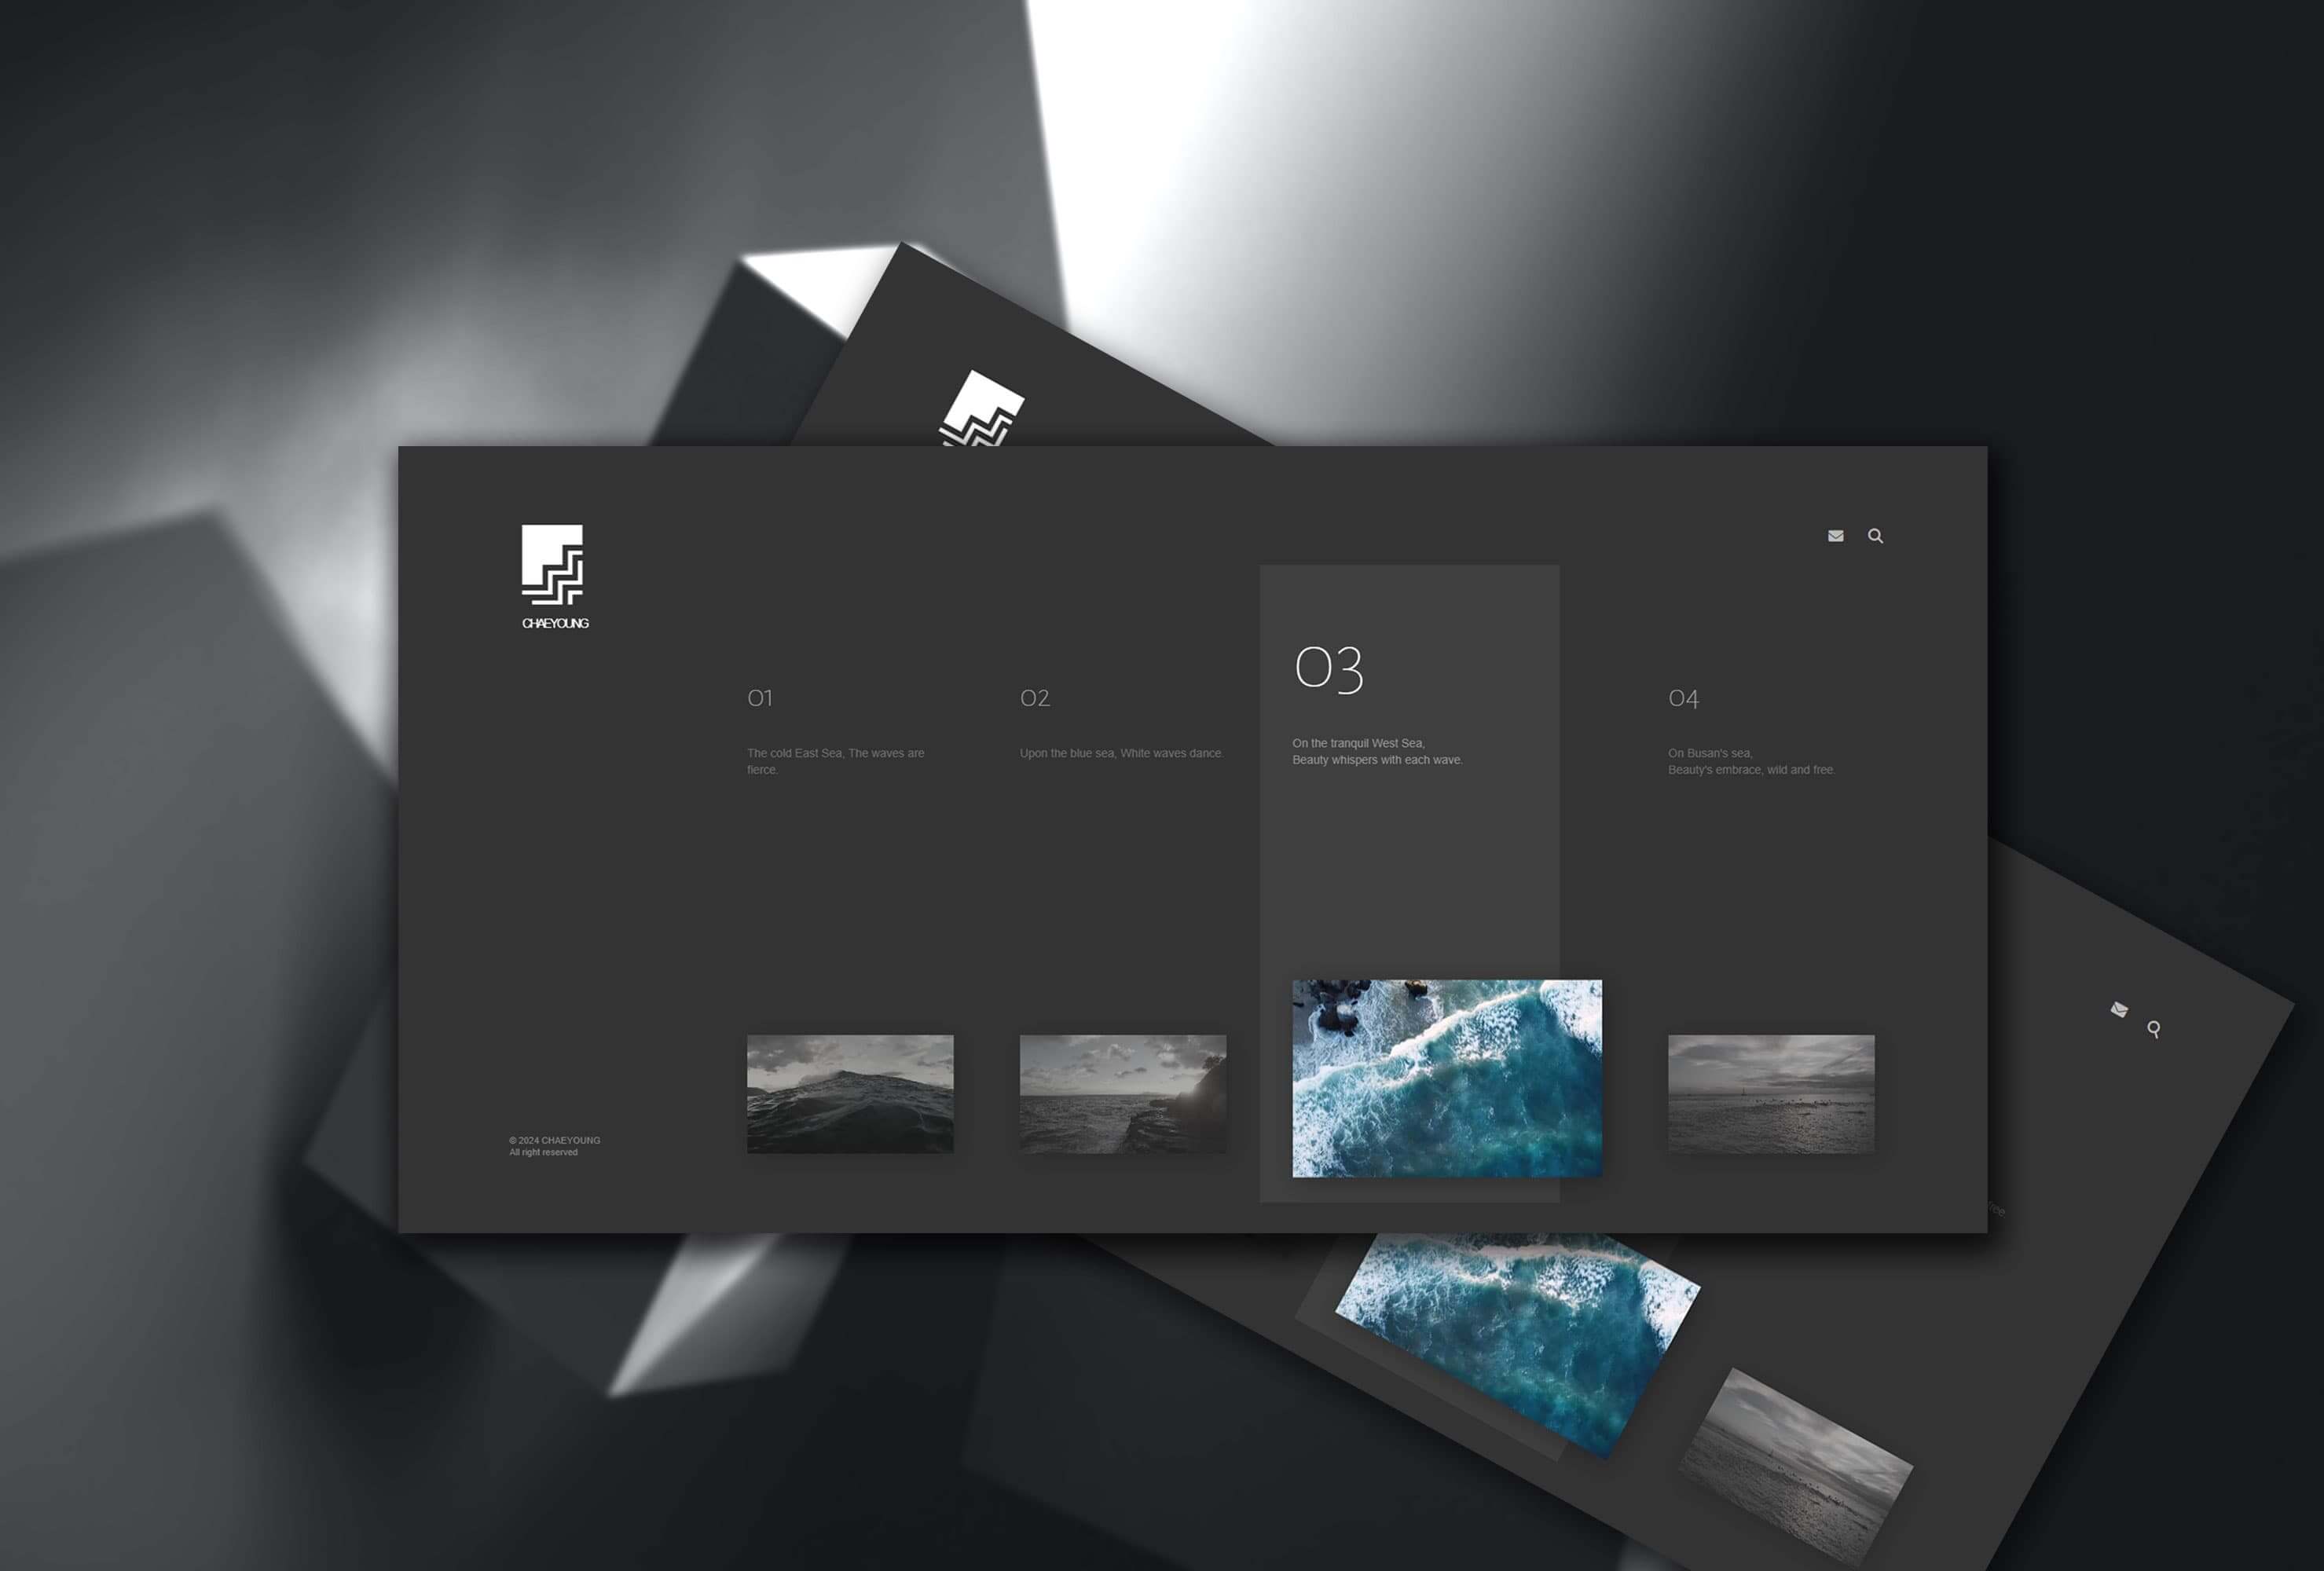 CHAEYOUNG
01
The cold East Sea, The waves are
fierce.
02
Upon the blue sea, White waves dance.
03
On the tranquil West Sea,
Beauty whispers with each wave.
04
On Busan's sea,
Beauty's embrace, wild and free.
© 2024 CHAEYOUNG
All right reserved
free.